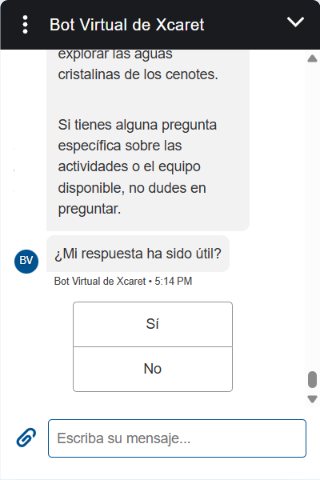 Bot Virtual de Xcaret
explorar las aguas
cristalinas de los cenotes.
Si tienes alguna pregunta
específica sobre las
actividades o el equipo
disponible, no dudes en
preguntar.
BV
¿Mi respuesta ha sido útil?
Bot Virtual de Xcaret • 5:14 PM
Sí
No
Escriba su mensaje...